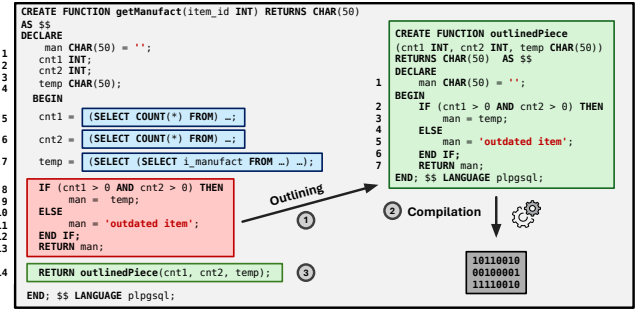 CREATE FUNCTION getManufact(item_id INT) RETURNS CHAR(50)
AS $$
DECLARE
1 man CHAR(50) = '';
2 cnt1 INT;
3 cnt2 INT;
4 temp CHAR(50);
BEGIN
5 cnt1 = (SELECT COUNT(*) FROM) …;
6 cnt2 = (SELECT COUNT(*) FROM) …;
7 temp = (SELECT (SELECT i_manufact FROM …) …);
8 IF (cnt1 > 0 AND cnt2 > 0) THEN
9 man = temp;
10 ELSE
11 man = 'outdated item';
12 END IF;
13 RETURN man;
14 RETURN outlinedPiece(cnt1, cnt2, temp);
3
END; $$ LANGUAGE plpgsql;
Outlining
1
CREATE FUNCTION outlinedPiece
(cnt1 INT, cnt2 INT, temp CHAR(50))
RETURNS CHAR(50) AS $$
DECLARE
1 man CHAR(50) = '';
BEGIN
2 IF (cnt1 > 0 AND cnt2 > 0) THEN
3 man = temp;
4 ELSE
5 man = 'outdated item';
6 END IF;
7 RETURN man;
END; $$ LANGUAGE plpgsql;
2 Compilation
10110010
00100001
11110010